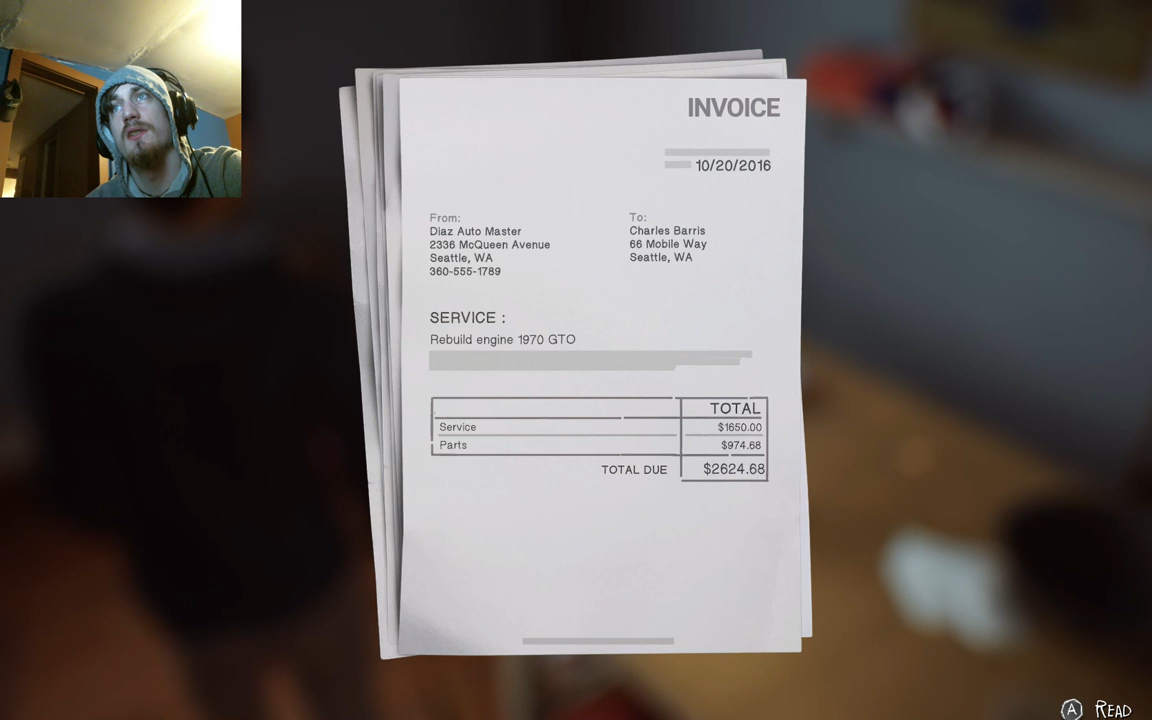 INVOICE
10/20/2016
From:
Diaz Auto Master
2336 McQueen Avenue
Seattle, WA
360-555-1789
To:
Charles Barris
66 Mobile Way
Seattle, WA
SERVICE :
Rebuild engine 1970 GTO
TOTAL
Service $1650.00
Parts $974.68
TOTAL DUE $2624.68
A READ